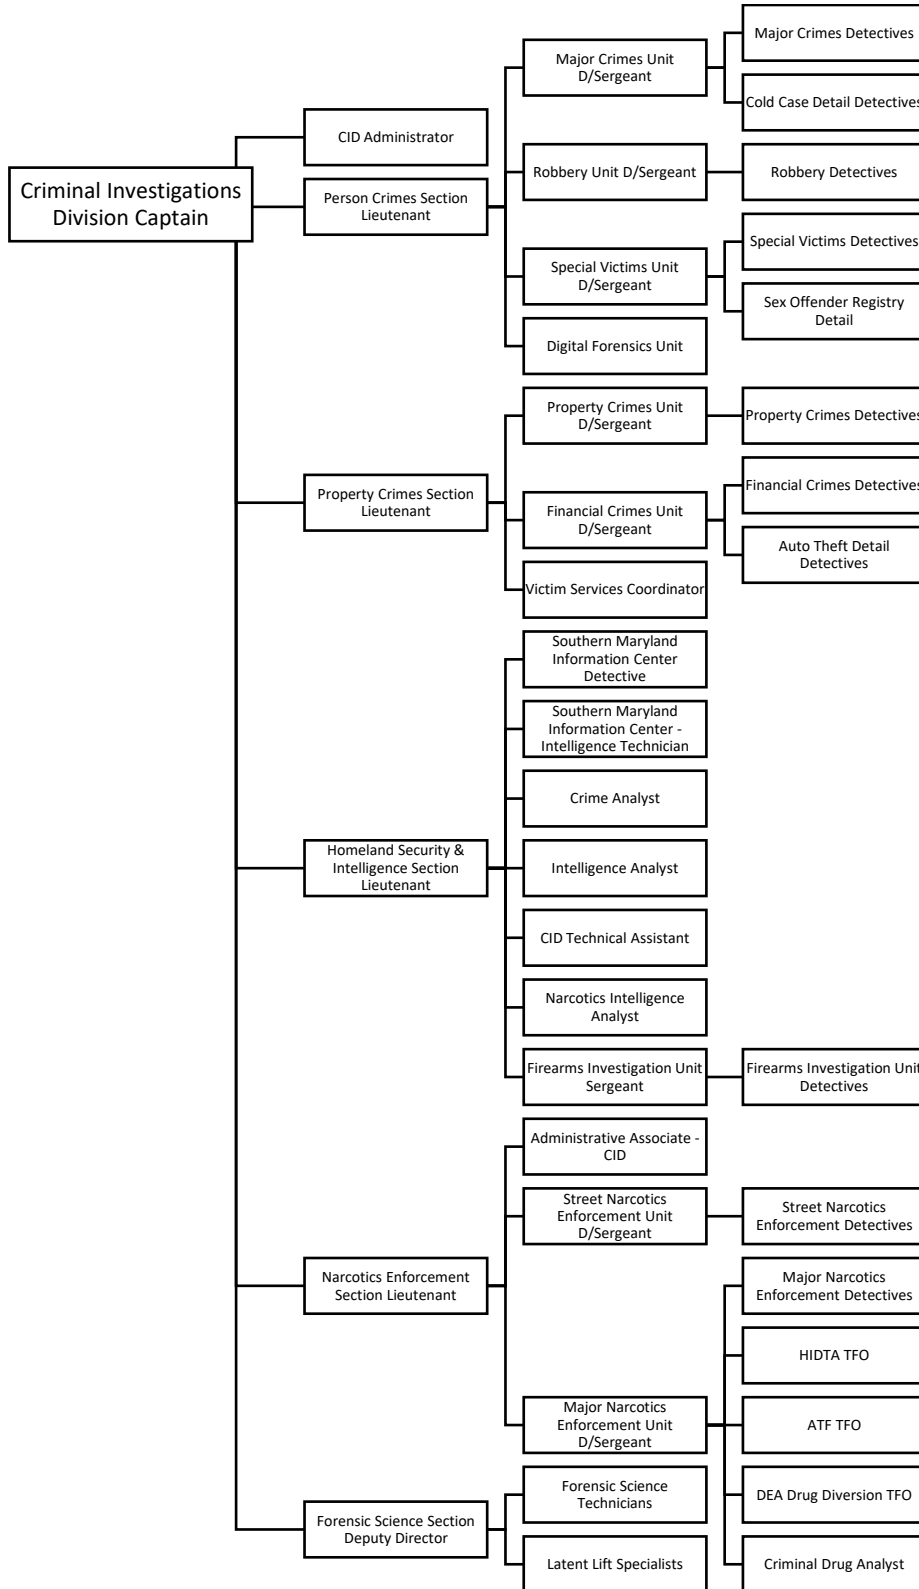 Criminal Investigations
Division Captain
CID Administrator
Person Crimes Section
Lieutenant
Major Crimes Unit
D/Sergeant
Major Crimes Detectives
Cold Case Detail Detectives
Robbery Unit D/Sergeant
Robbery Detectives
Special Victims Unit
D/Sergeant
Special Victims Detectives
Sex Offender Registry
Detail
Digital Forensics Unit
Property Crimes Section
Lieutenant
Property Crimes Unit
D/Sergeant
Property Crimes Detectives
Financial Crimes Unit
D/Sergeant
Financial Crimes Detectives
Auto Theft Detail
Detectives
Victim Services Coordinator
Homeland Security &
Intelligence Section
Lieutenant
Southern Maryland
Information Center
Detective
Southern Maryland
Information Center -
Intelligence Technician
Crime Analyst
Intelligence Analyst
CID Technical Assistant
Narcotics Intelligence
Analyst
Firearms Investigation Unit
Sergeant
Firearms Investigation Unit
Detectives
Narcotics Enforcement
Section Lieutenant
Administrative Associate -
CID
Street Narcotics
Enforcement Unit
D/Sergeant
Street Narcotics
Enforcement Detectives
Major Narcotics
Enforcement Unit
D/Sergeant
Major Narcotics
Enforcement Detectives
HIDTA TFO
ATF TFO
DEA Drug Diversion TFO
Criminal Drug Analyst
Forensic Science Section
Deputy Director
Forensic Science
Technicians
Latent Lift Specialists